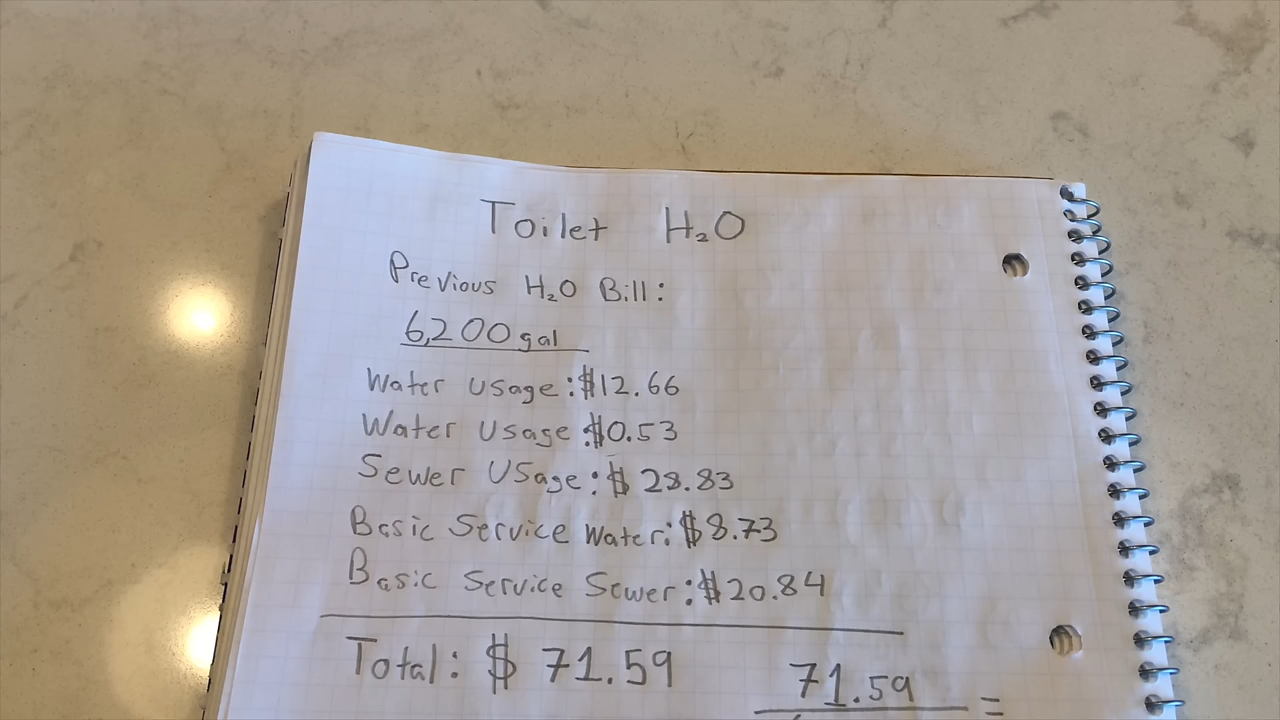 Toilet H₂O
Previous H₂O Bill:
6,200 gal
Water Usage: $12.66
Water Usage: $0.53
Sewer Usage: $28.83
Basic Service Water: $8.73
Basic Service Sewer: $20.84
Total: $71.59
71.59 =